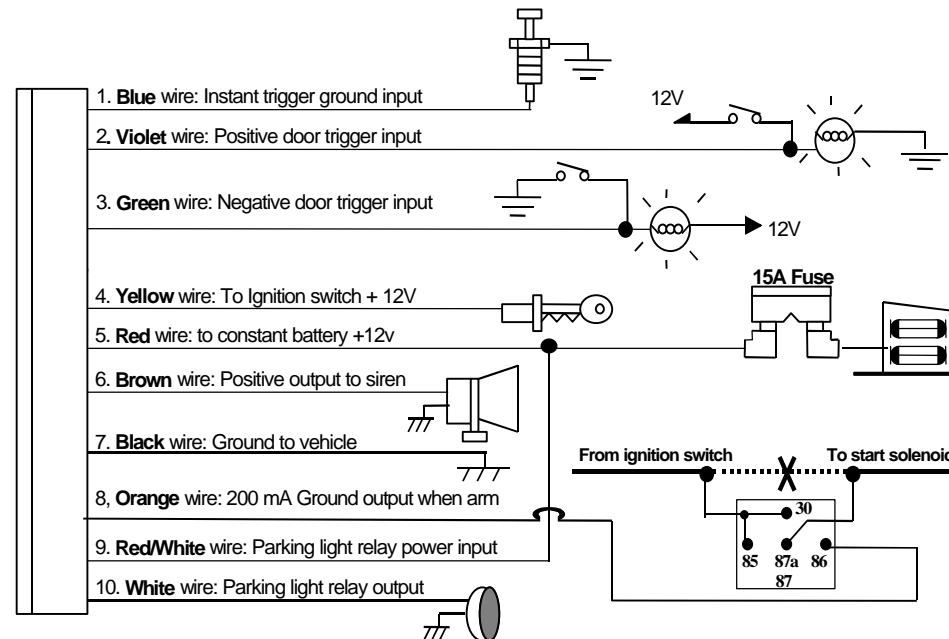 1. Blue wire: Instant trigger ground input
12V
2. Violet wire: Positive door trigger input
3. Green wire: Negative door trigger input
12V
15A Fuse
4. Yellow wire: To Ignition switch + 12V
5. Red wire: to constant battery +12v
6. Brown wire: Positive output to siren
7. Black wire: Ground to vehicle
From ignition switch
To start solenoid
8, Orange wire: 200 mA Ground output when arm
30
9. Red/White wire: Parking light relay power input
85 87a 86
87
10. White wire: Parking light relay output